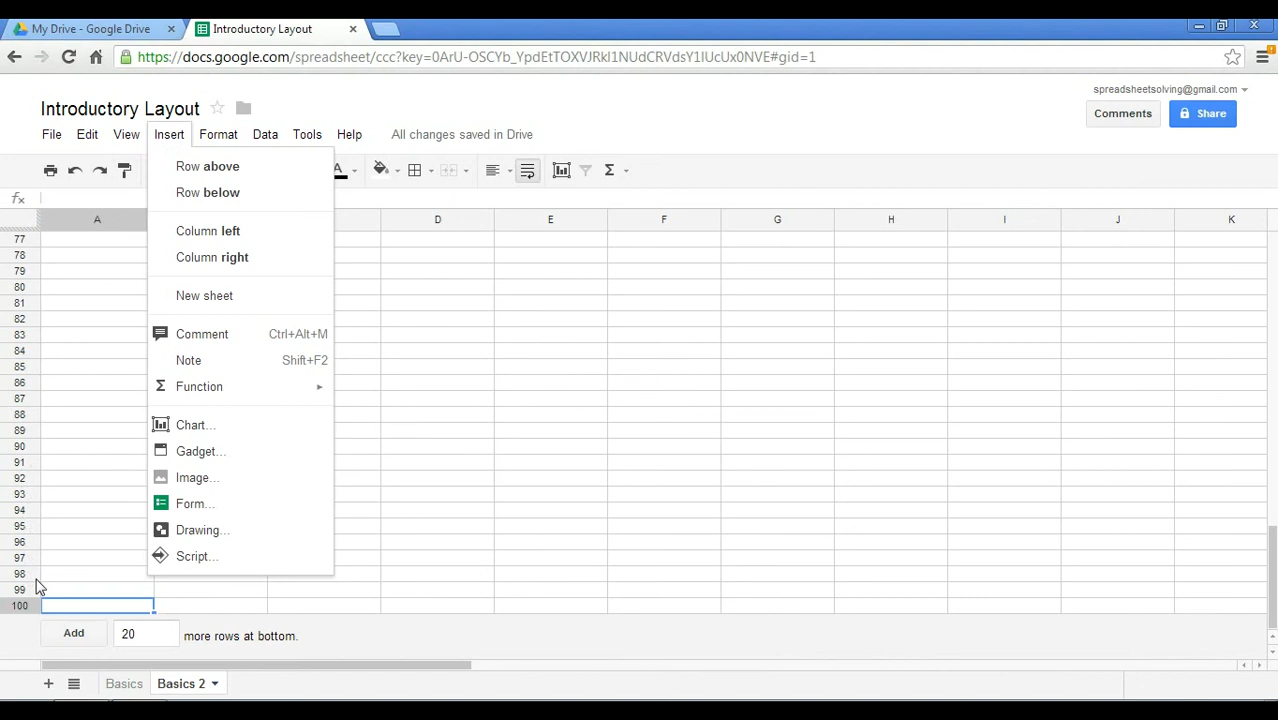 My Drive - Google Drive
Introductory Layout
https://docs.google.com/spreadsheet/ccc?key=0ArU-OSCYb_YpdEtTOXVJRkl1NUdCRVdsY1lUcUx0NVE#gid=1
spreadsheetsolving@gmail.com
Introductory Layout
Comments
Share
File Edit View Insert Format Data Tools Help All changes saved in Drive
A
Σ
fx
Row above
Row below
Column left
Column right
New sheet
Comment Ctrl+Alt+M
Note Shift+F2
Σ Function
Chart...
Gadget...
Image...
Form...
Drawing...
Script...
A D E F G H I J K
77
78
79
80
81
82
83
84
85
86
87
88
89
90
91
92
93
94
95
96
97
98
99
100
Add 20 more rows at bottom.
+ Basics Basics 2